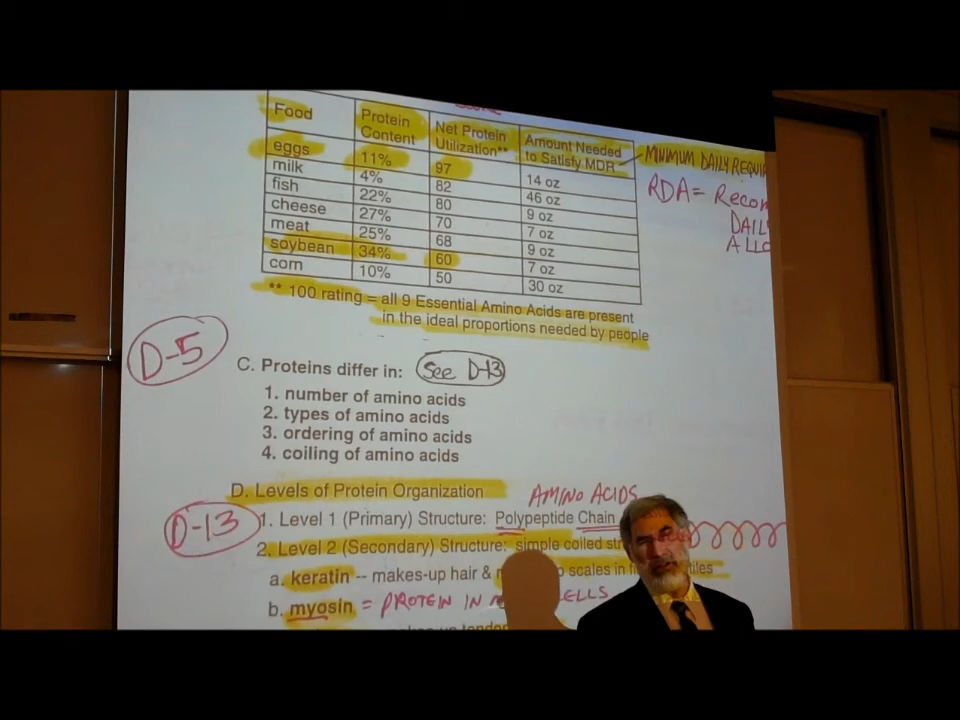 Food | Protein Content | Net Protein Utilization** | Amount Needed to Satisfy MDR
MINIMUM DAILY
RDA =
eggs | 11% | 97 | 14 oz
milk | 4% | 82 | 46 oz
fish | 22% | 80 | 9 oz
cheese | 27% | 70 | 7 oz
meat | 25% | 68 | 9 oz
soybean | 34% | 60 | 7 oz
corn | 10% | 50 | 30 oz
** 100 rating = all 9 Essential Amino Acids are present
in the ideal proportions needed by people
D-5
C. Proteins differ in: See D-13
1. number of amino acids
2. types of amino acids
3. ordering of amino acids
4. coiling of amino acids
D. Levels of Protein Organization
AMINO ACIDS
D-13
1. Level 1 (Primary) Structure: Polypeptide Chain
2. Level 2 (Secondary) Structure: simple coiled
a. keratin -- makes-up hair & scales in
b. myosin = PROTEIN IN CELLS